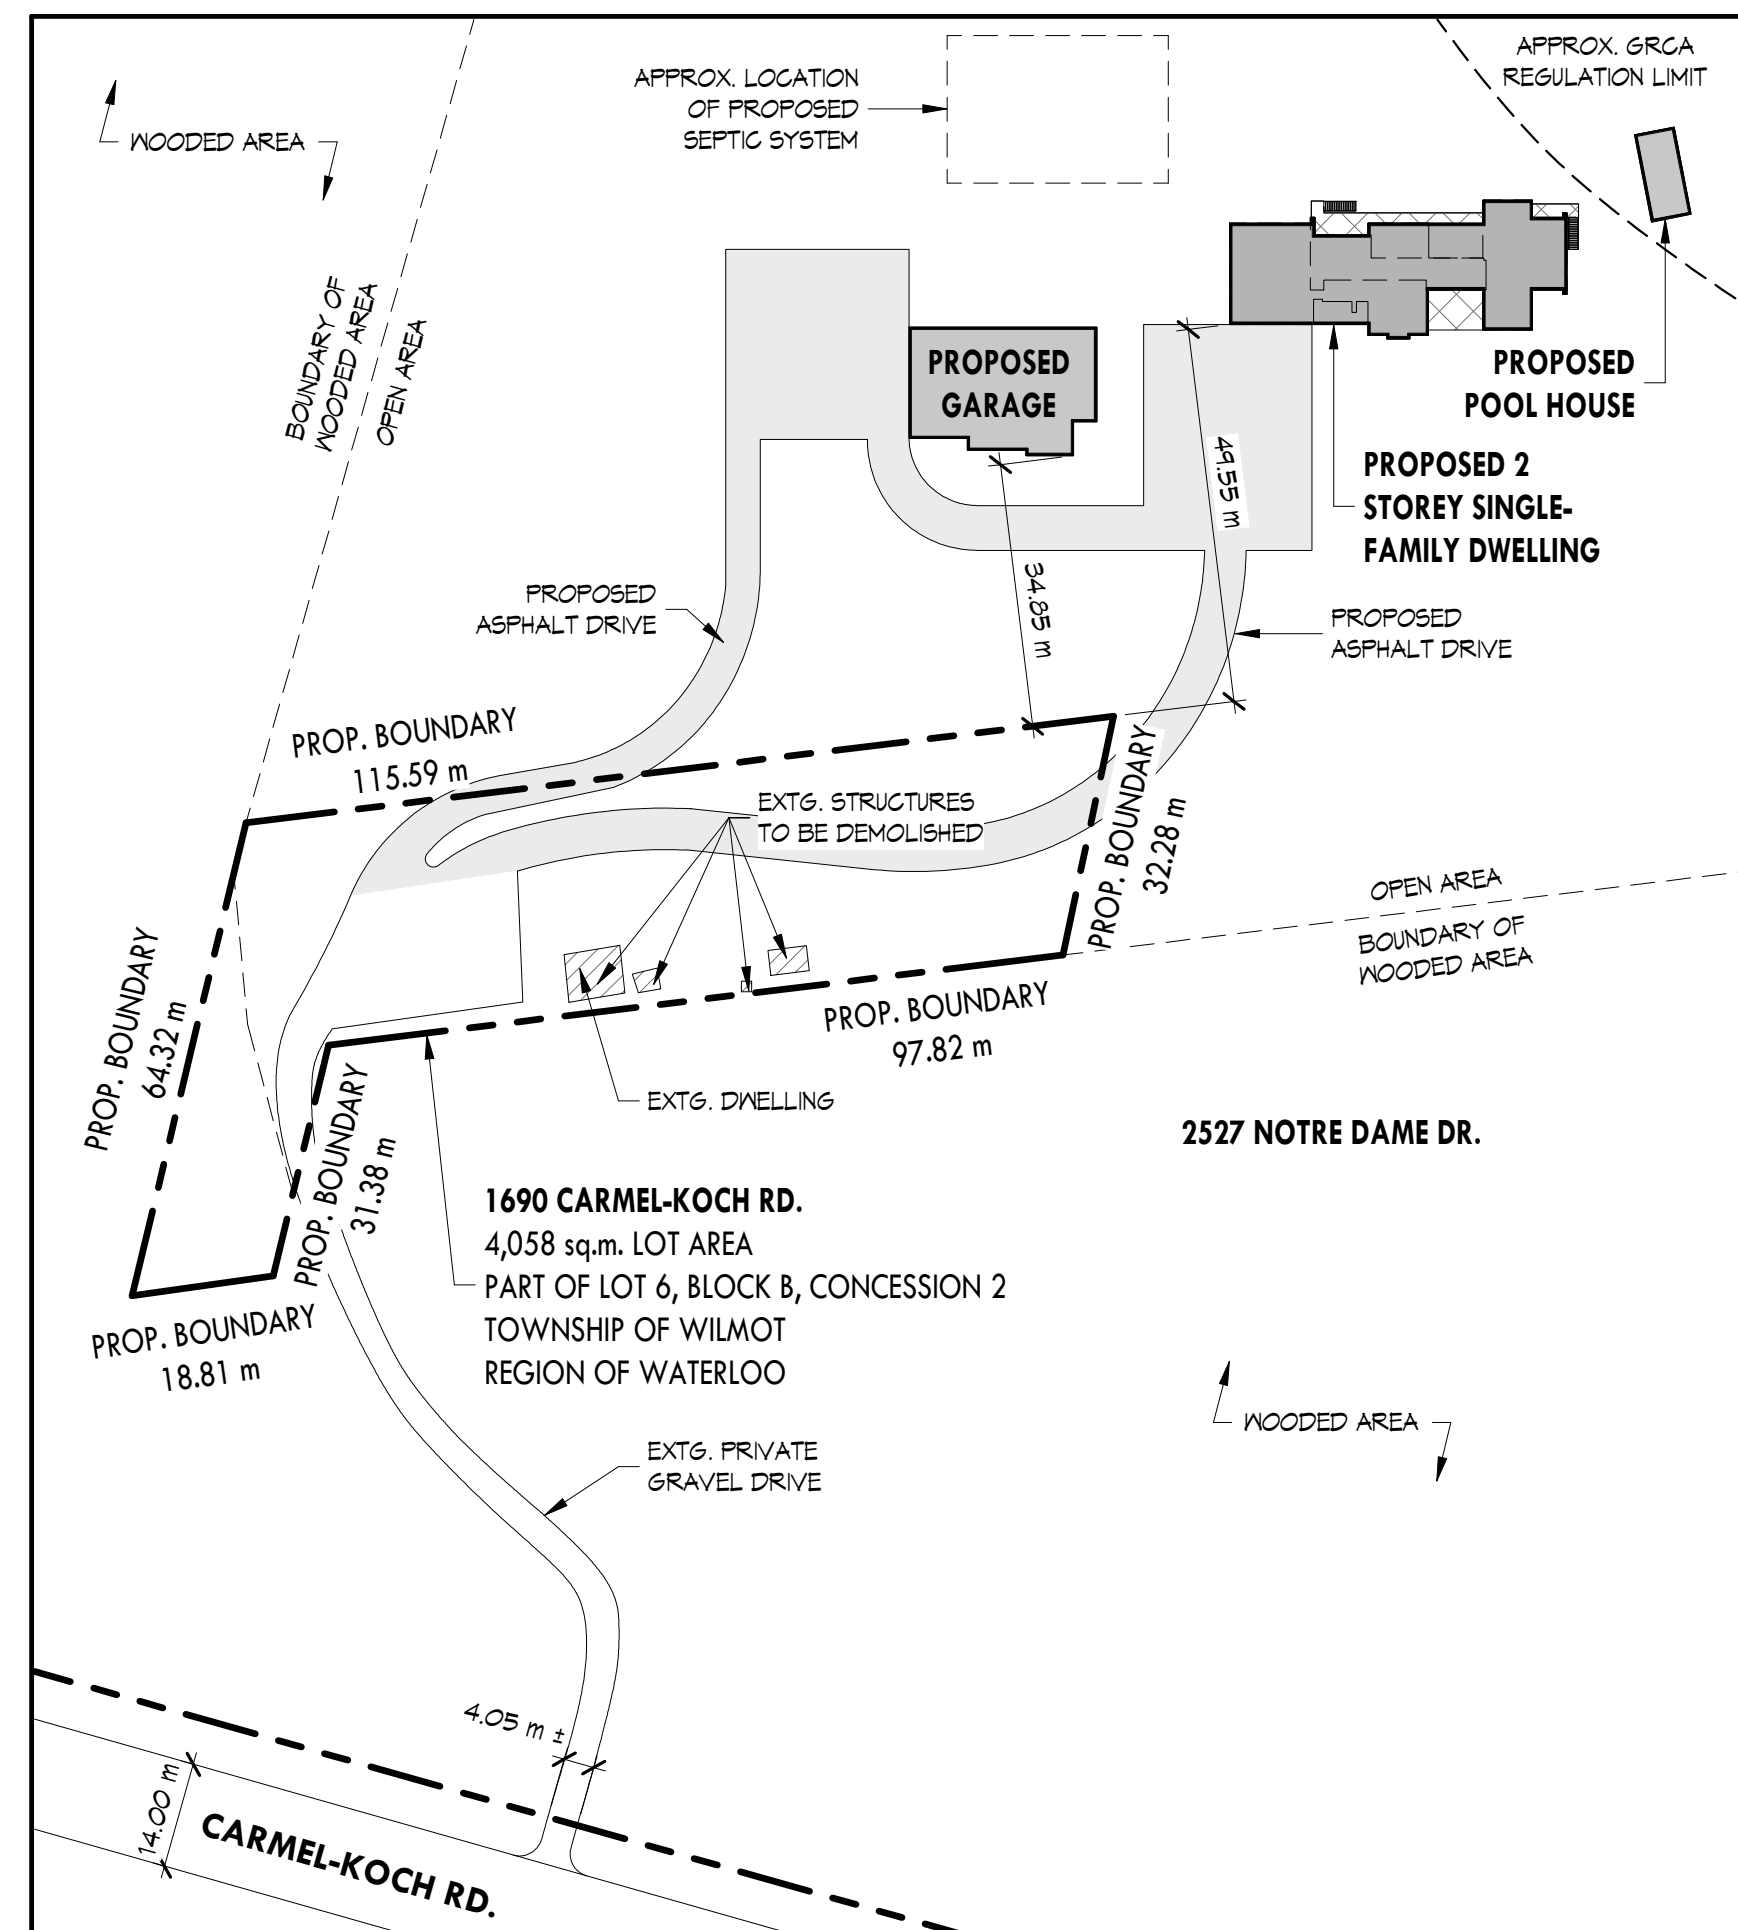 APPROX. GRCA
REGULATION LIMIT
APPROX. LOCATION
OF PROPOSED
SEPTIC SYSTEM
WOODED AREA
BOUNDARY OF
WOODED AREA
OPEN AREA
PROPOSED
GARAGE
PROPOSED
POOL HOUSE
PROPOSED 2
STOREY SINGLE-
FAMILY DWELLING
49.55 m
34.85 m
PROPOSED
ASPHALT DRIVE
PROPOSED
ASPHALT DRIVE
PROP. BOUNDARY
115.59 m
EXTG. STRUCTURES
TO BE DEMOLISHED
PROP. BOUNDARY
32.28 m
OPEN AREA
BOUNDARY OF
WOODED AREA
PROP. BOUNDARY
64.32 m
PROP. BOUNDARY
97.82 m
EXTG. DWELLING
PROP. BOUNDARY
31.38 m
2527 NOTRE DAME DR.
1690 CARMEL-KOCH RD.
4,058 sq.m. LOT AREA
PART OF LOT 6, BLOCK B, CONCESSION 2
TOWNSHIP OF WILMOT
REGION OF WATERLOO
PROP. BOUNDARY
18.81 m
WOODED AREA
EXTG. PRIVATE
GRAVEL DRIVE
4.05 m ±
14.00 m
CARMEL-KOCH RD.